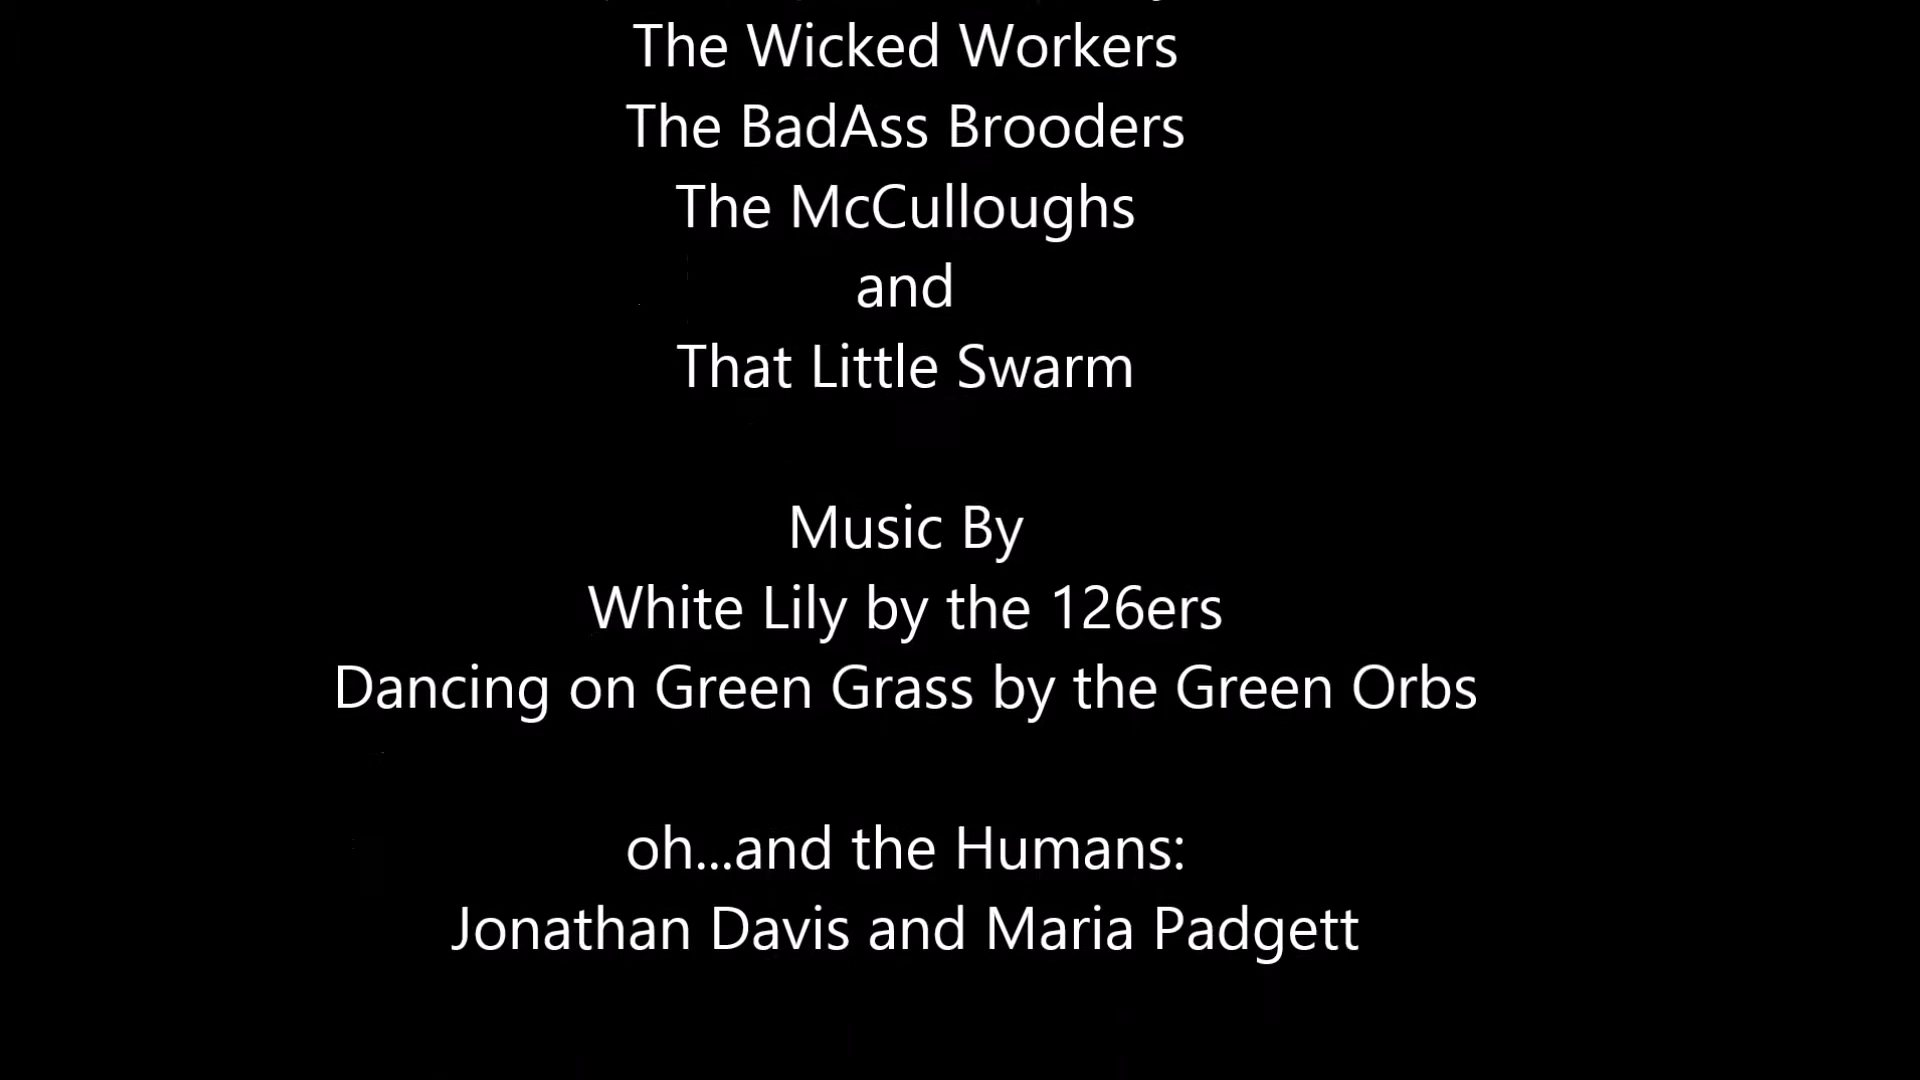 The Wicked Workers
The BadAss Brooders
The McCulloughs
and
That Little Swarm
Music By
White Lily by the 126ers
Dancing on Green Grass by the Green Orbs
oh...and the Humans:
Jonathan Davis and Maria Padgett